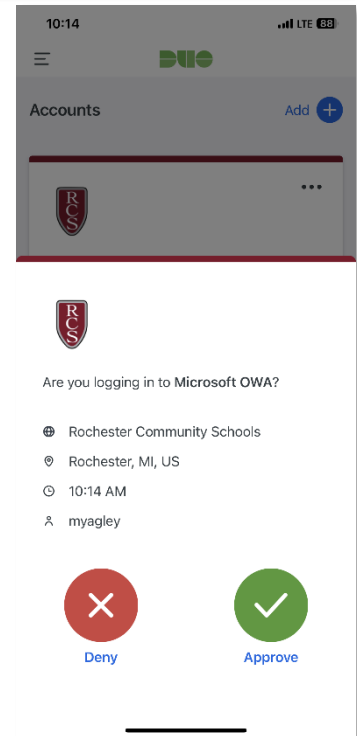 10:14
LTE 88
DUO
Accounts
Add
RCS
RCS
Are you logging in to Microsoft OWA?
Rochester Community Schools
Rochester, MI, US
10:14 AM
myagley
Deny
Approve